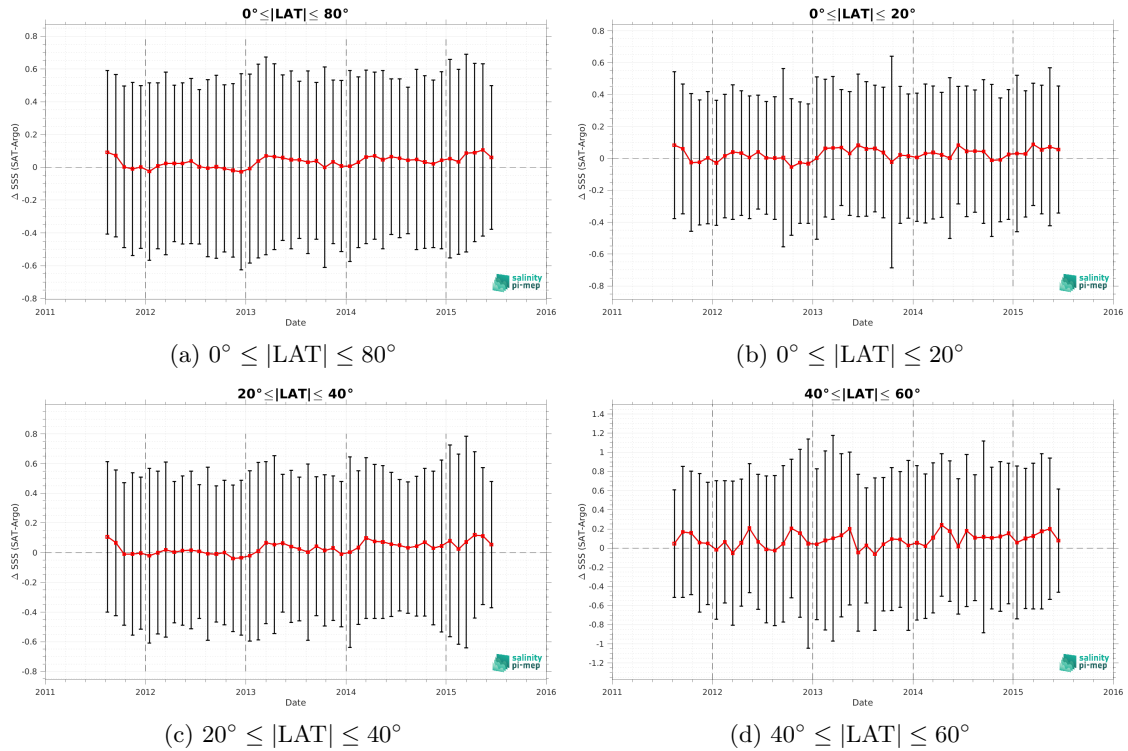 0°≤|LAT|≤ 80°
0.8
0.6
0.4
0.2
0
-0.2
-0.4
-0.6
-0.8
Δ SSS (SAT-Argo)
2011 2012 2013 2014 2015 2016
Date
salinity
pi-mep
(a) 0° ≤ |LAT| ≤ 80°
0°≤|LAT|≤ 20°
0.8
0.6
0.4
0.2
0
-0.2
-0.4
-0.6
-0.8
Δ SSS (SAT-Argo)
2011 2012 2013 2014 2015 2016
Date
salinity
pi-mep
(b) 0° ≤ |LAT| ≤ 20°
20°≤|LAT|≤ 40°
0.8
0.6
0.4
0.2
0
-0.2
-0.4
-0.6
-0.8
Δ SSS (SAT-Argo)
2011 2012 2013 2014 2015 2016
Date
salinity
pi-mep
(c) 20° ≤ |LAT| ≤ 40°
40°≤|LAT|≤ 60°
1.4
1.2
1
0.8
0.6
0.4
0.2
0
-0.2
-0.4
-0.6
-0.8
-1
-1.2
Δ SSS (SAT-Argo)
2011 2012 2013 2014 2015 2016
Date
salinity
pi-mep
(d) 40° ≤ |LAT| ≤ 60°